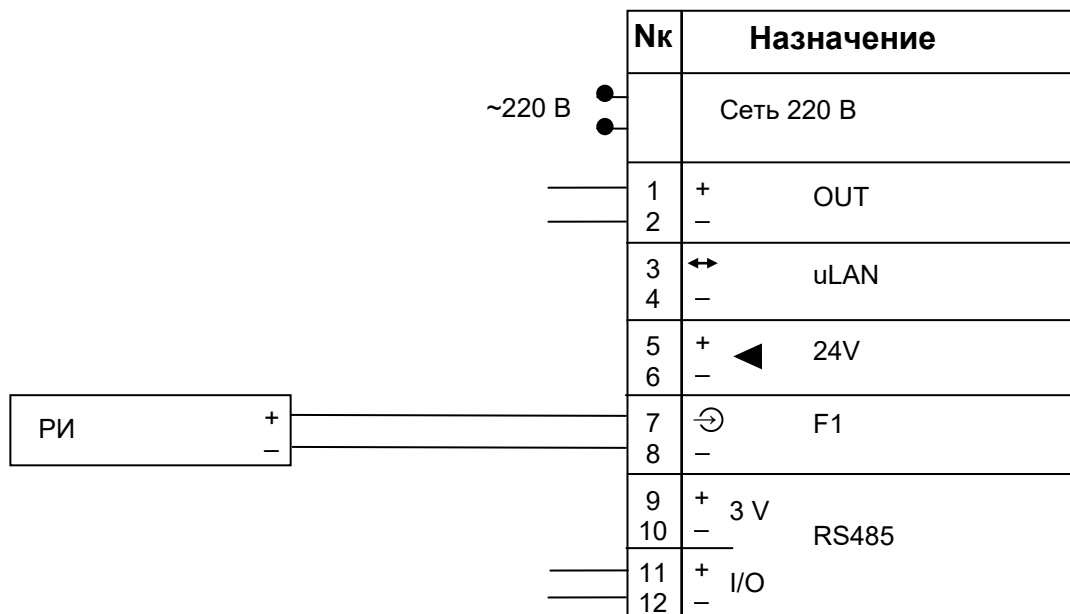 Nк Назначение
~220 В Сеть 220 В
1 + OUT
2 –
3 uLAN
4 –
5 + 24V
6 –
РИ + 7 F1
– 8 –
9 + 3 V
10 – RS485
11 + I/O
12 –